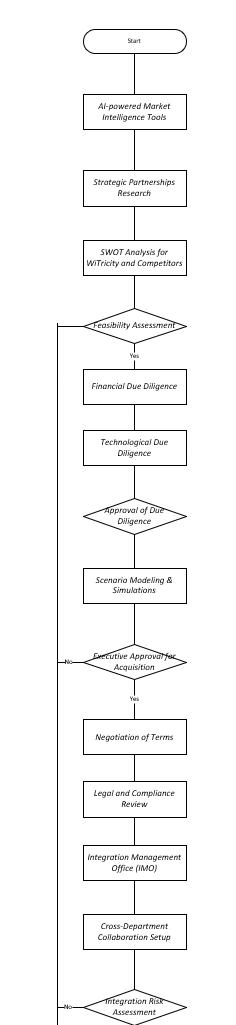 Start
AI-powered Market
Intelligence Tools
Strategic Partnerships
Research
SWOT Analysis for
WiTricity and Competitors
Feasibility Assessment
Yes
Financial Due Diligence
Technological Due
Diligence
Approval of Due
Diligence
Scenario Modeling &
Simulations
Executive Approval for
Acquisition
No
Yes
Negotiation of Terms
Legal and Compliance
Review
Integration Management
Office (IMO)
Cross-Department
Collaboration Setup
Integration Risk
Assessment
No